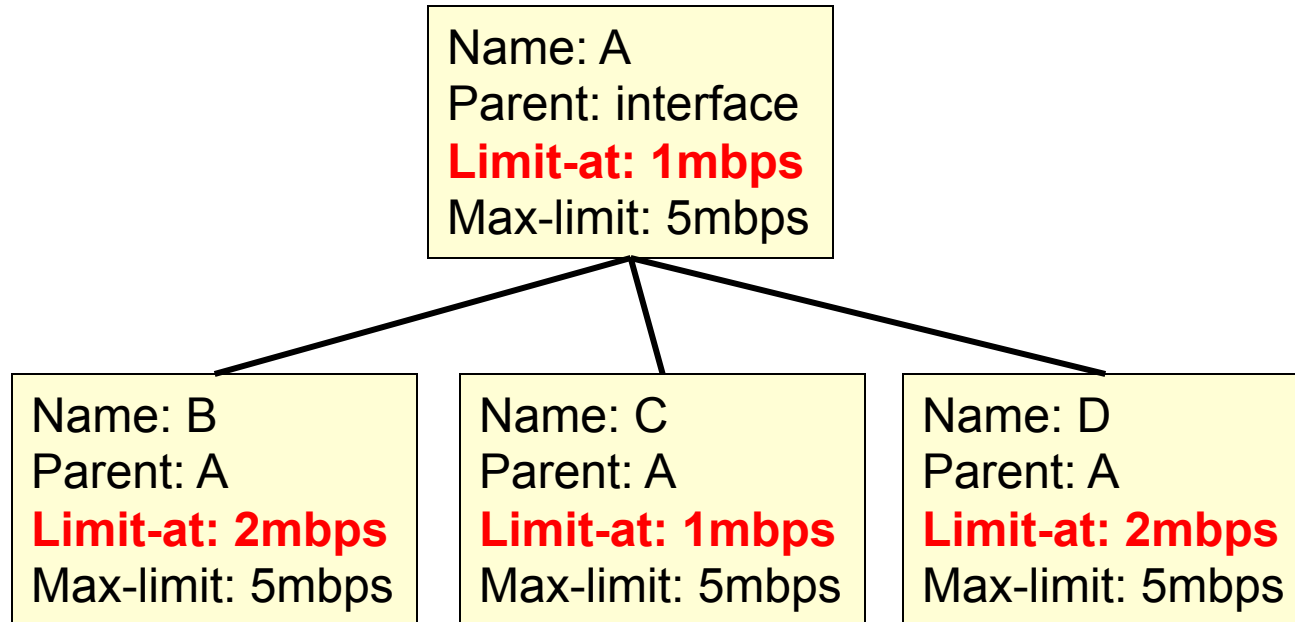 Name: A
Parent: interface
Limit-at: 1mbps
Max-limit: 5mbps
Name: B
Parent: A
Limit-at: 2mbps
Max-limit: 5mbps
Name: C
Parent: A
Limit-at: 1mbps
Max-limit: 5mbps
Name: D
Parent: A
Limit-at: 2mbps
Max-limit: 5mbps